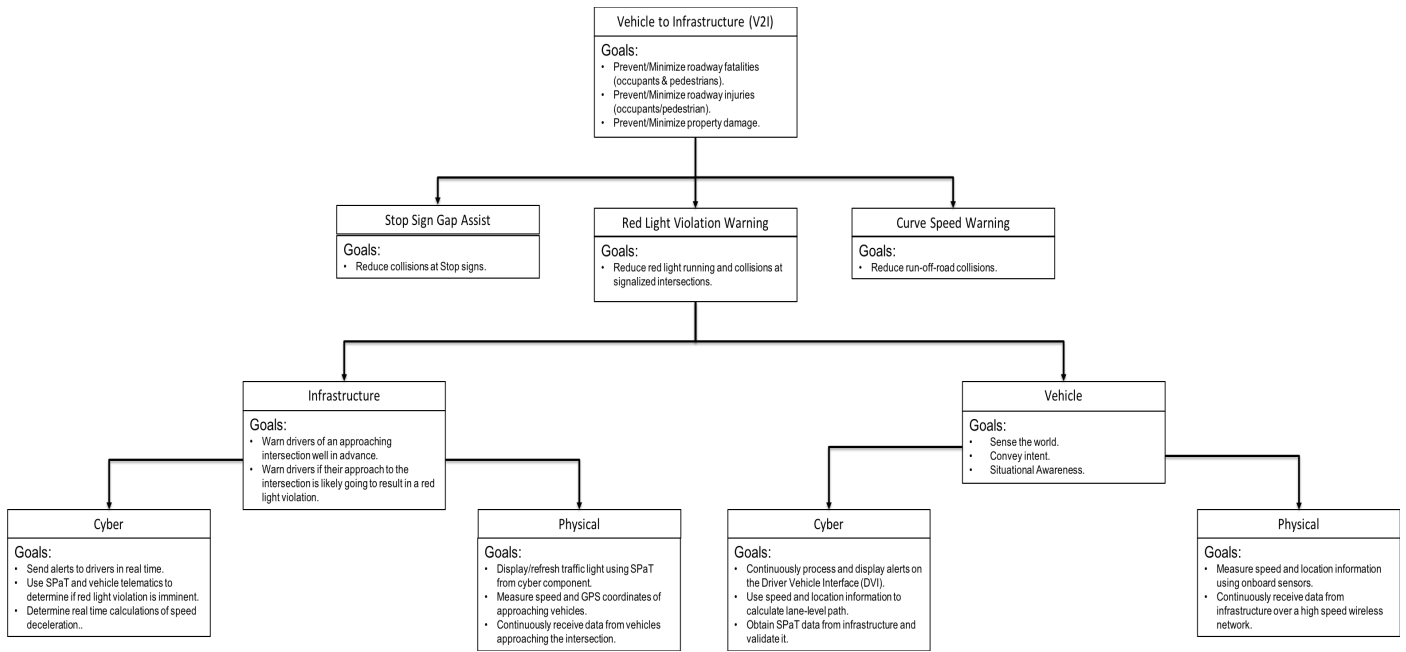 Vehicle to Infrastructure (V2I)
Goals:
• Prevent/Minimize roadway fatalities
(occupants & pedestrians).
• Prevent/Minimize roadway injuries
(occupants/pedestrian).
• Prevent/Minimize property damage.
Stop Sign Gap Assist
Goals:
• Reduce collisions at Stop signs.
Red Light Violation Warning
Goals:
• Reduce red light running and collisions at
signalized intersections.
Curve Speed Warning
Goals:
• Reduce run-off-road collisions.
Infrastructure
Goals:
• Warn drivers of an approaching
intersection well in advance.
• Warn drivers if their approach to the
intersection is likely going to result in a red
light violation.
Vehicle
Goals:
• Sense the world.
• Convey intent.
• Situational Awareness.
Cyber
Goals:
• Send alerts to drivers in real time.
• Use SPaT and vehicle telematics to
determine if red light violation is imminent.
• Determine real time calculations of speed
deceleration..
Physical
Goals:
• Display/refresh traffic light using SPaT
from cyber component.
• Measure speed and GPS coordinates of
approaching vehicles.
• Continuously receive data from vehicles
approaching the intersection.
Cyber
Goals:
• Continuously process and display alerts on
the Driver Vehicle Interface (DVI).
• Use speed and location information to
calculate lane-level path.
• Obtain SPaT data from infrastructure and
validate it.
Physical
Goals:
• Measure speed and location information
using onboard sensors.
• Continuously receive data from
infrastructure over a high speed wireless
network.